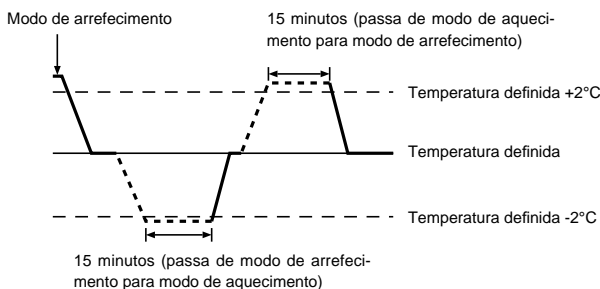 Modo de arrefecimento
15 minutos (passa de modo de aqueci-
mento para modo de arrefecimento)
Temperatura definida +2°C
Temperatura definida
Temperatura definida -2°C
15 minutos (passa de modo de arrefeci-
mento para modo de aquecimento)